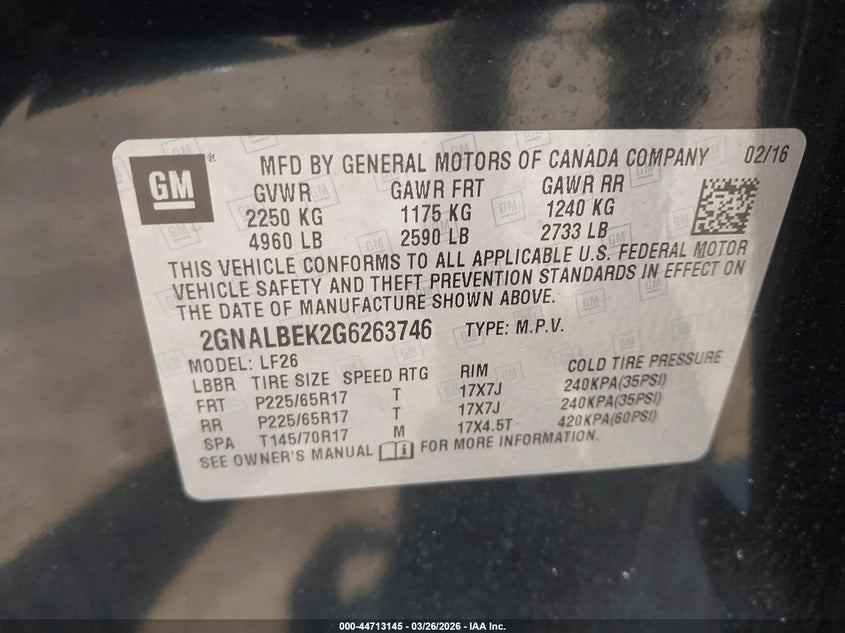 GM
®
MFD BY GENERAL MOTORS OF CANADA COMPANY 02/16
GVWR GAWR FRT GAWR RR
2250 KG 1175 KG 1240 KG
4960 LB 2590 LB 2733 LB
THIS VEHICLE CONFORMS TO ALL APPLICABLE U.S. FEDERAL MOTOR
VEHICLE SAFETY AND THEFT PREVENTION STANDARDS IN EFFECT ON
THE DATE OF MANUFACTURE SHOWN ABOVE.
2GNALBEK2G6263746 TYPE: M.P.V.
MODEL: LF26
LBBR TIRE SIZE SPEED RTG RIM COLD TIRE PRESSURE
FRT P225/65R17 T 17X7J 240KPA(35PSI)
RR P225/65R17 T 17X7J 240KPA(35PSI)
SPA T145/70R17 M 17X4.5T 420KPA(60PSI)
SEE OWNER'S MANUAL FOR MORE INFORMATION.
000-44713145 - 03/26/2026 - IAA Inc.